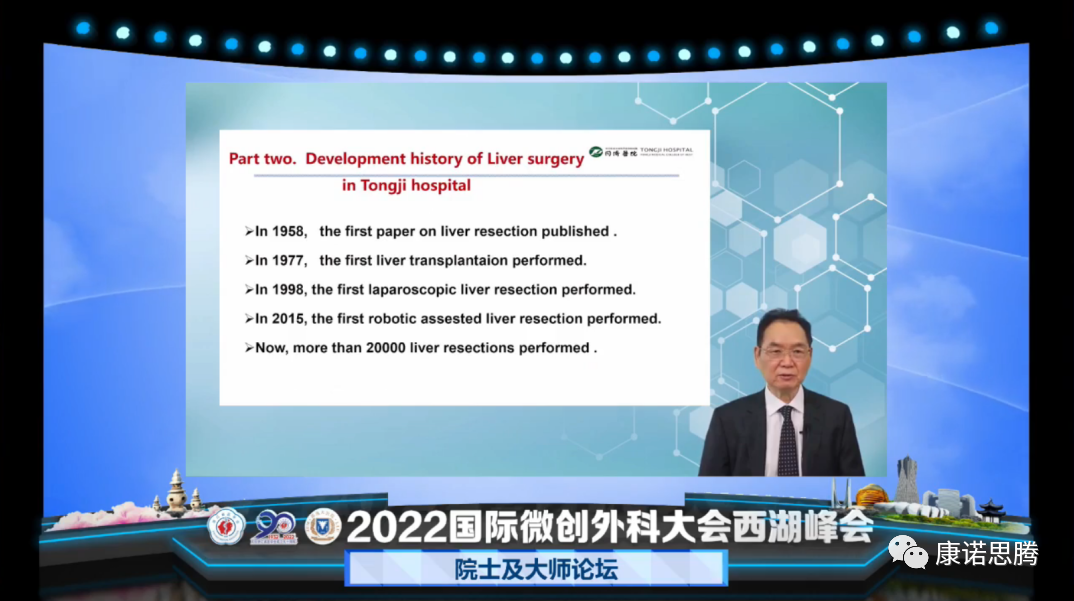 Part two. Development history of Liver surgery
in Tongji hospital
同济医院 TONGJI HOSPITAL
➢In 1958, the first paper on liver resection published .
➢In 1977, the first liver transplantaion performed.
➢In 1998, the first laparoscopic liver resection performed.
➢In 2015, the first robotic assested liver resection performed.
➢Now, more than 20000 liver resections performed .
2022国际微创外科大会西湖峰会
院士及大师论坛
康诺思腾